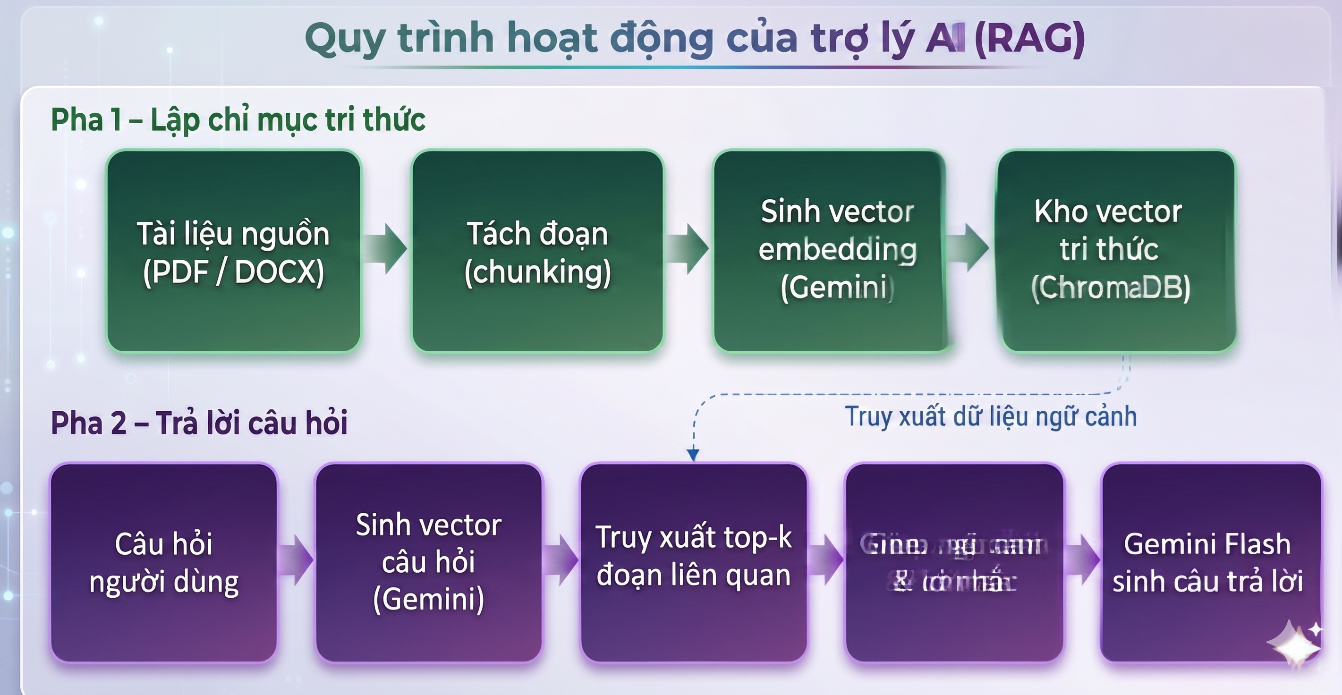 Quy trình hoạt động của trợ lý AI (RAG)
Pha 1 – Lập chỉ mục tri thức
Tài liệu nguồn
(PDF / DOCX)
Tách đoạn
(chunking)
Sinh vector
embedding
(Gemini)
Kho vector
tri thức
(ChromaDB)
Truy xuất dữ liệu ngữ cảnh
Pha 2 – Trả lời câu hỏi
Câu hỏi
người dùng
Sinh vector
câu hỏi
(Gemini)
Truy xuất top-k
đoạn liên quan
&
Gemini Flash
sinh câu trả lời